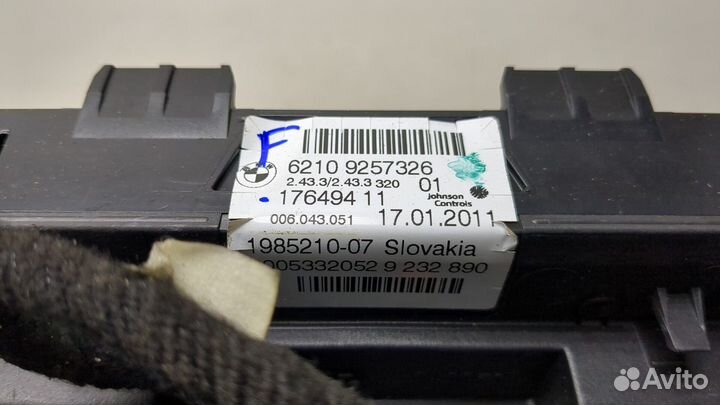 F
6210 9257326
2.43.3/2.43.3 320 01
.17649411
Johnson Controls
006.043.051 17.01.2011
1985210-07 Slovakia
005332052 9 232 890
Avito